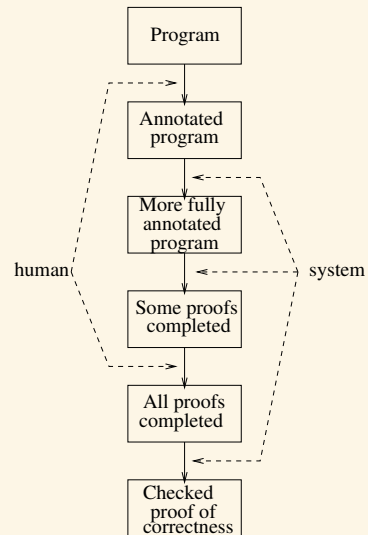 Program
Annotated
program
More fully
annotated
program
human
system
Some proofs
completed
All proofs
completed
Checked
proof of
correctness